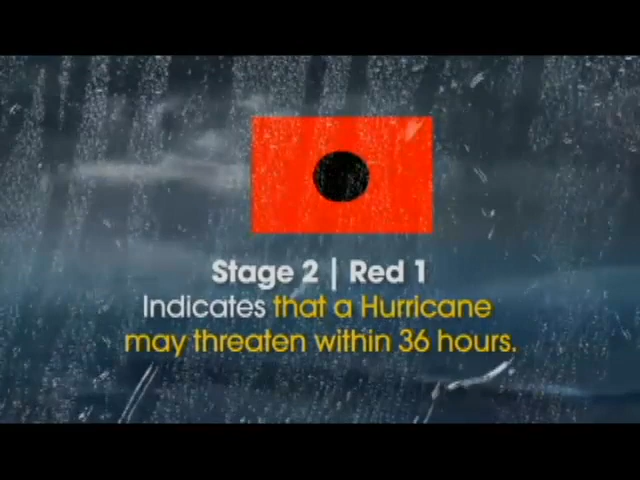 Stage 2 | Red 1
Indicates that a Hurricane
may threaten within 36 hours.